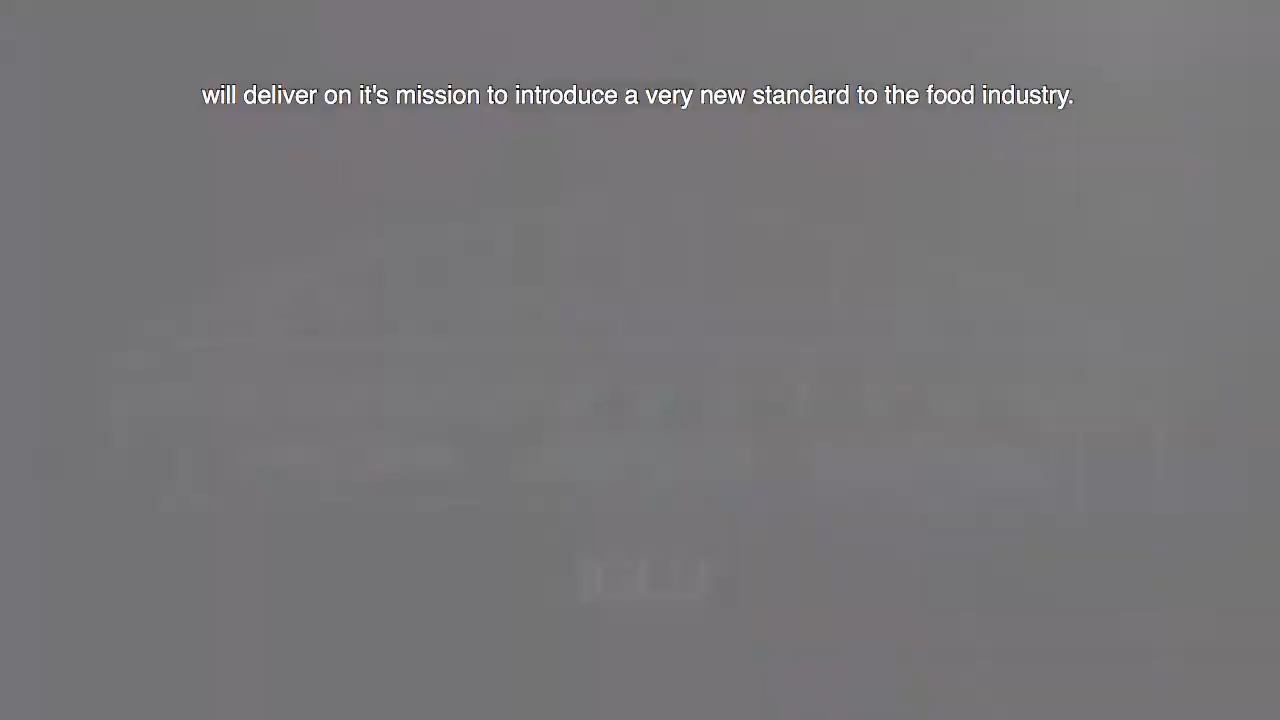 will deliver on it's mission to introduce a very new standard to the food industry.